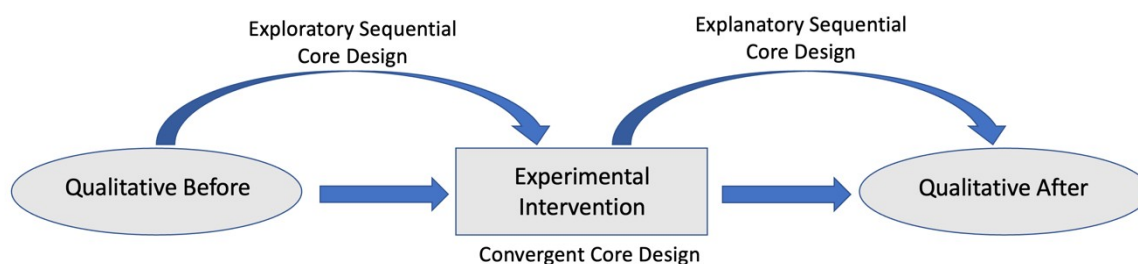 Exploratory Sequential
Core Design
Explanatory Sequential
Core Design
Qualitative Before
Experimental
Intervention
Qualitative After
Convergent Core Design